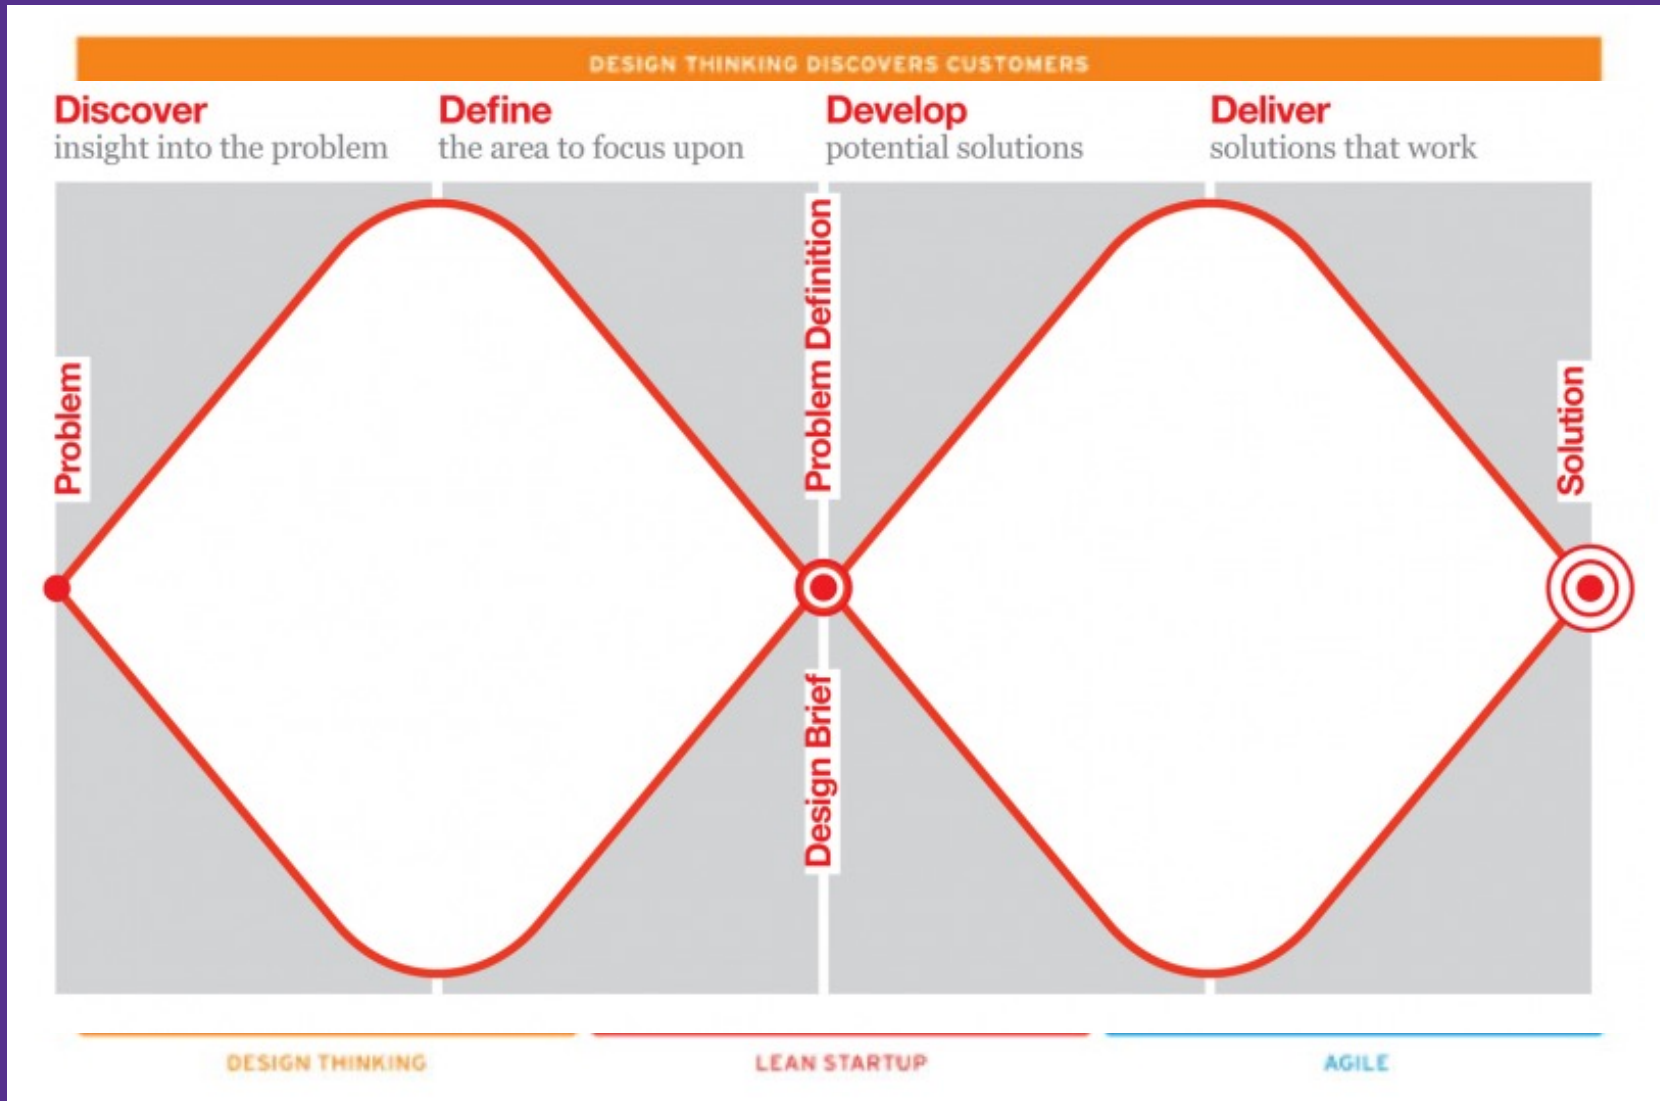 DESIGN THINKING DISCOVERS CUSTOMERS
Discover
insight into the problem
Define
the area to focus upon
Develop
potential solutions
Deliver
solutions that work
Problem
Problem Definition
Design Brief
Solution
DESIGN THINKING
LEAN STARTUP
AGILE